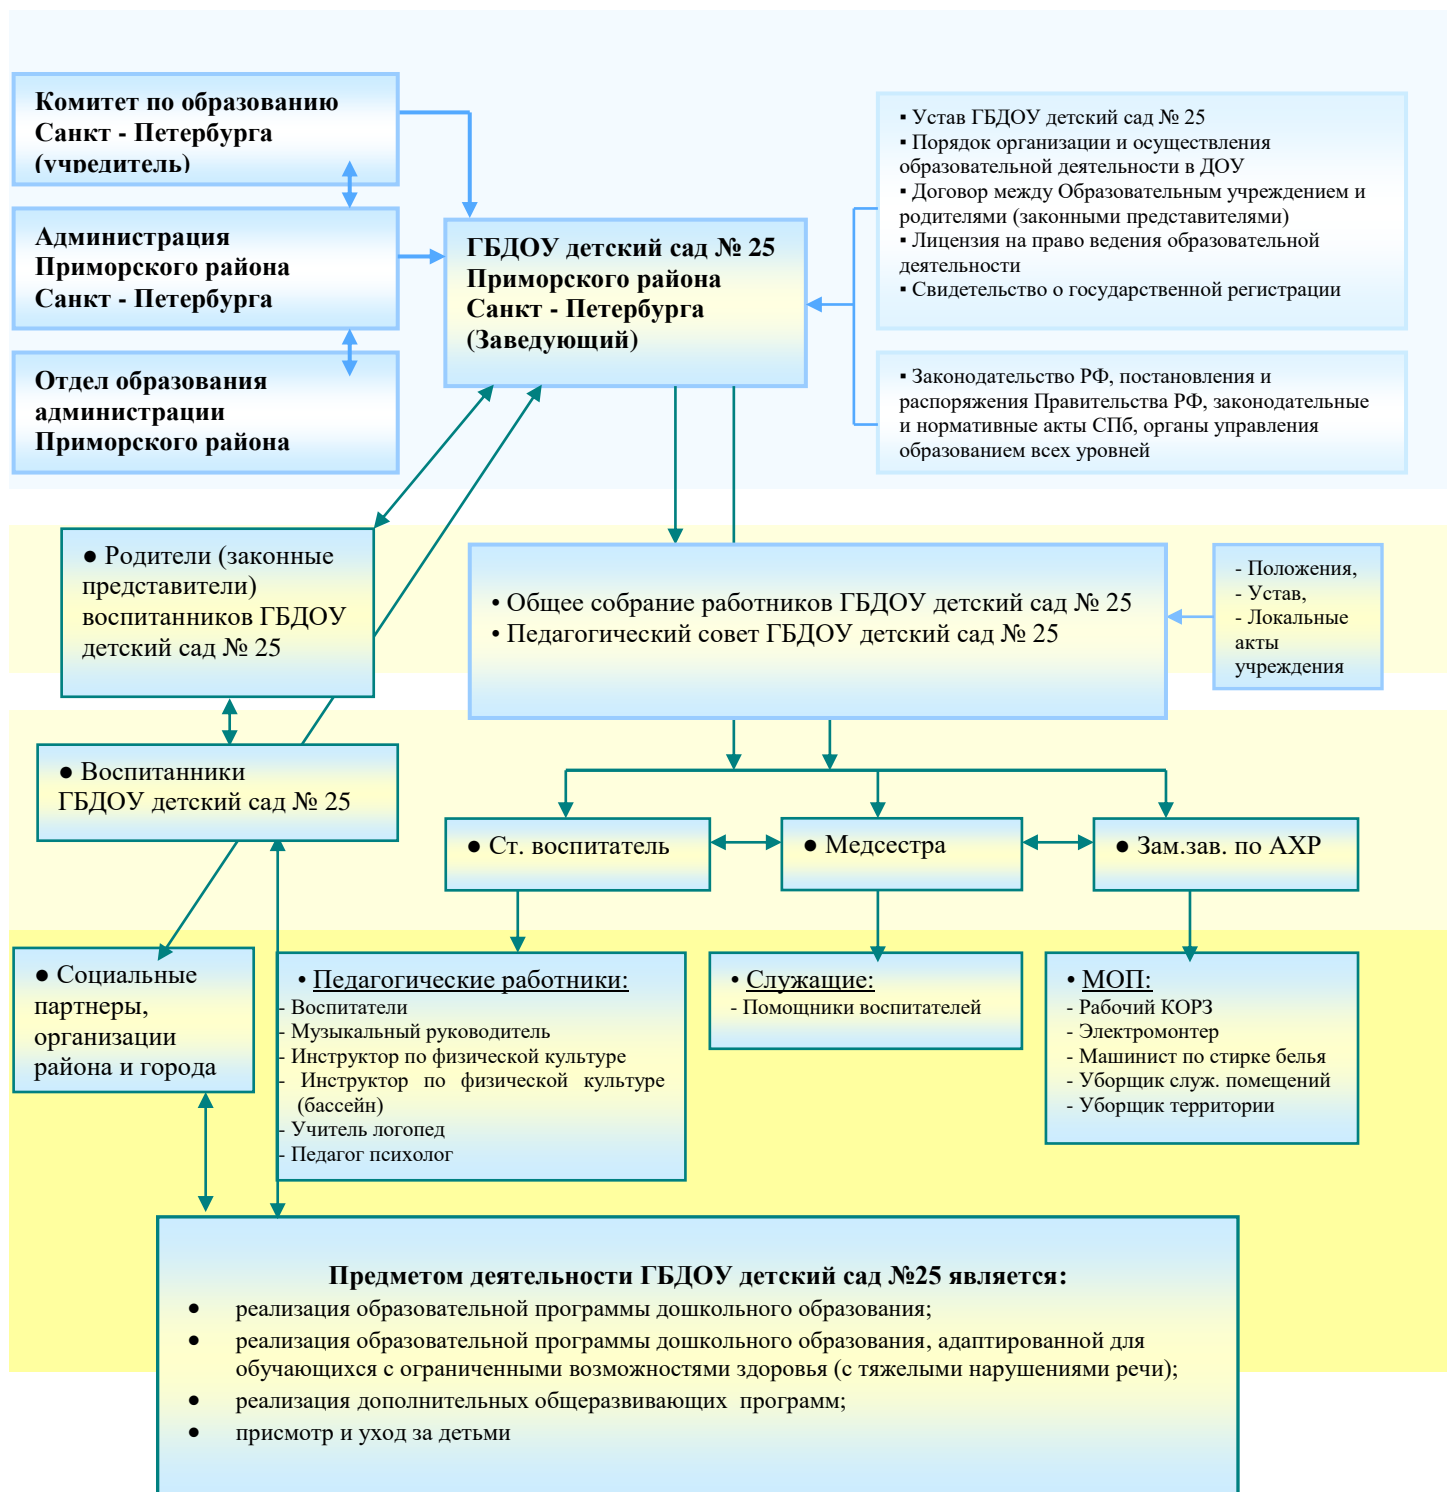 Комитет по образованию
Санкт - Петербурга
(учредитель)
Администрация
Приморского района
Санкт - Петербурга
Отдел образования
администрации
Приморского района
ГБДОУ детский сад № 25
Приморского района
Санкт - Петербурга
(Заведующий)
▪ Устав ГБДОУ детский сад № 25
▪ Порядок организации и осуществления
образовательной деятельности в ДОУ
▪ Договор между Образовательным учреждением и
родителями (законными представителями)
▪ Лицензия на право ведения образовательной
деятельности
▪ Свидетельство о государственной регистрации
▪ Законодательство РФ, постановления и
распоряжения Правительства РФ, законодательные
и нормативные акты СПб, органы управления
образованием всех уровней
● Родители (законные
представители)
воспитанников ГБДОУ
детский сад № 25
• Общее собрание работников ГБДОУ детский сад № 25
• Педагогический совет ГБДОУ детский сад № 25
- Положения,
- Устав,
- Локальные
акты
учреждения
● Воспитанники
ГБДОУ детский сад № 25
● Ст. воспитатель
● Медсестра
● Зам.зав. по АХР
● Социальные
партнеры,
организации
района и города
• Педагогические работники:
- Воспитатели
- Музыкальный руководитель
- Инструктор по физической культуре
- Инструктор по физической культуре
(бассейн)
- Учитель логопед
- Педагог психолог
• Служащие:
- Помощники воспитателей
• МОП:
- Рабочий КОРЗ
- Электромонтер
- Машинист по стирке белья
- Уборщик служ. помещений
- Уборщик территории
Предметом деятельности ГБДОУ детский сад №25 является:
● реализация образовательной программы дошкольного образования;
● реализация образовательной программы дошкольного образования, адаптированной для
обучающихся с ограниченными возможностями здоровья (с тяжелыми нарушениями речи);
● реализация дополнительных общеразвивающих программ;
● присмотр и уход за детьми